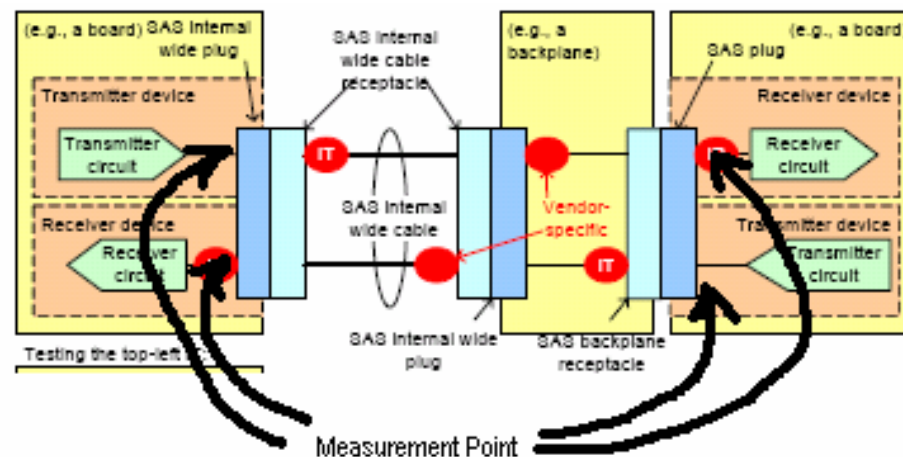 (e.g., a board)
SAS internal
wide plug
SAS internal
wide cable
receptacle
(e.g., a
backplane)
SAS plug
(e.g., a board
Transmitter device
Transmitter
circuit
IT
Receiver device
Receiver
circuit
Receiver device
Receiver
circuit
SAS internal
wide cable
Vendor-
specific
IT
Transmitter device
Transmitter
circuit
SAS internal wide
plug
SAS backplane
receptacle
Testing the top-left
Measurement Point